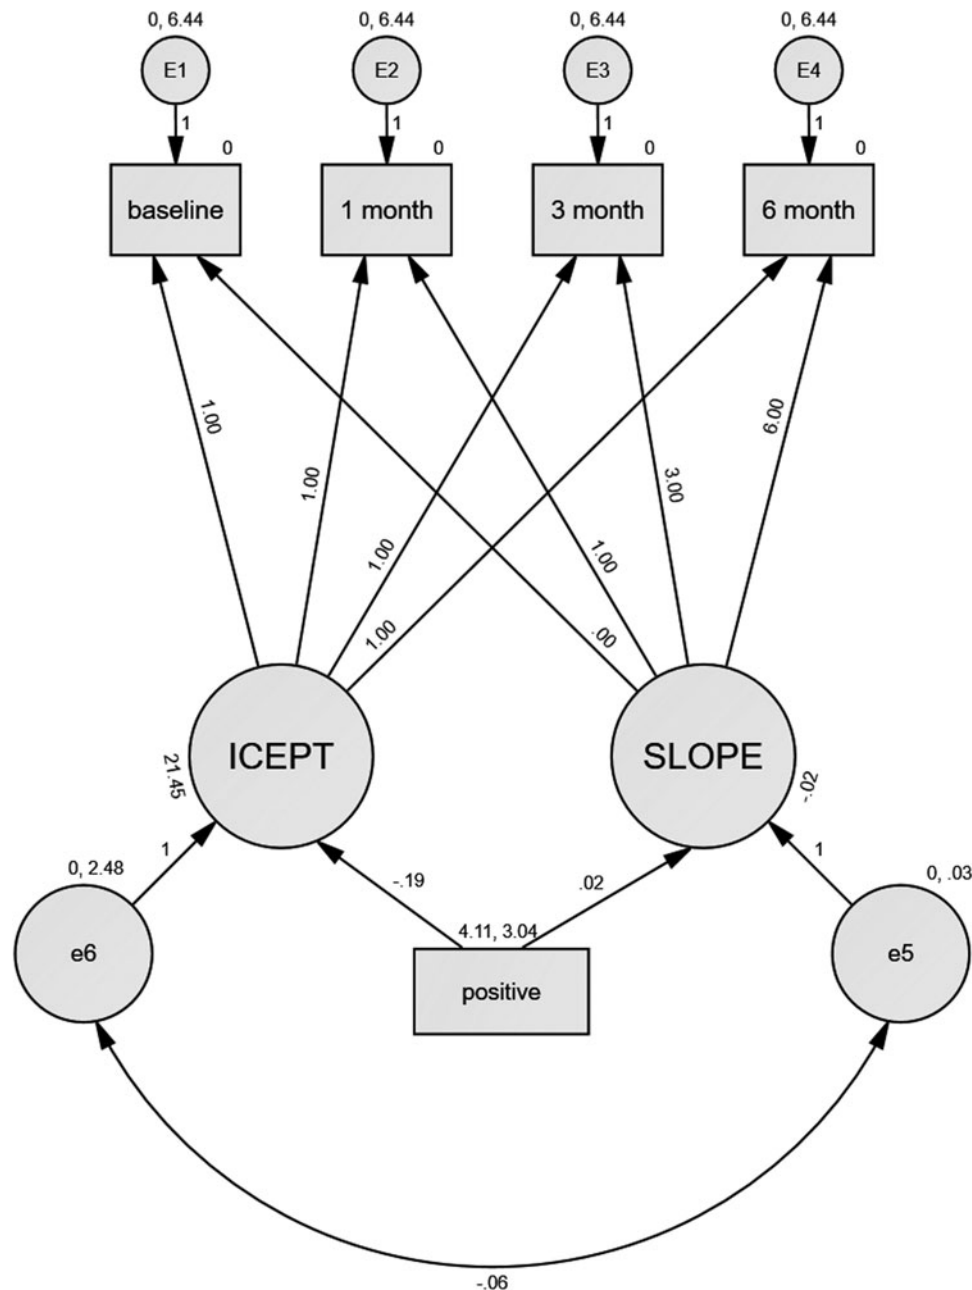 0, 6.44
0, 6.44
0, 6.44
0, 6.44
E1
E2
E3
E4
1
1
1
1
0
0
0
0
baseline
1 month
3 month
6 month
1.00
1.00
1.00
1.00
.00
1.00
3.00
6.00
ICEPT
SLOPE
21.45
-.02
1
1
0, 2.48
0, .03
-.19
.02
4.11, 3.04
e6
positive
e5
-.06